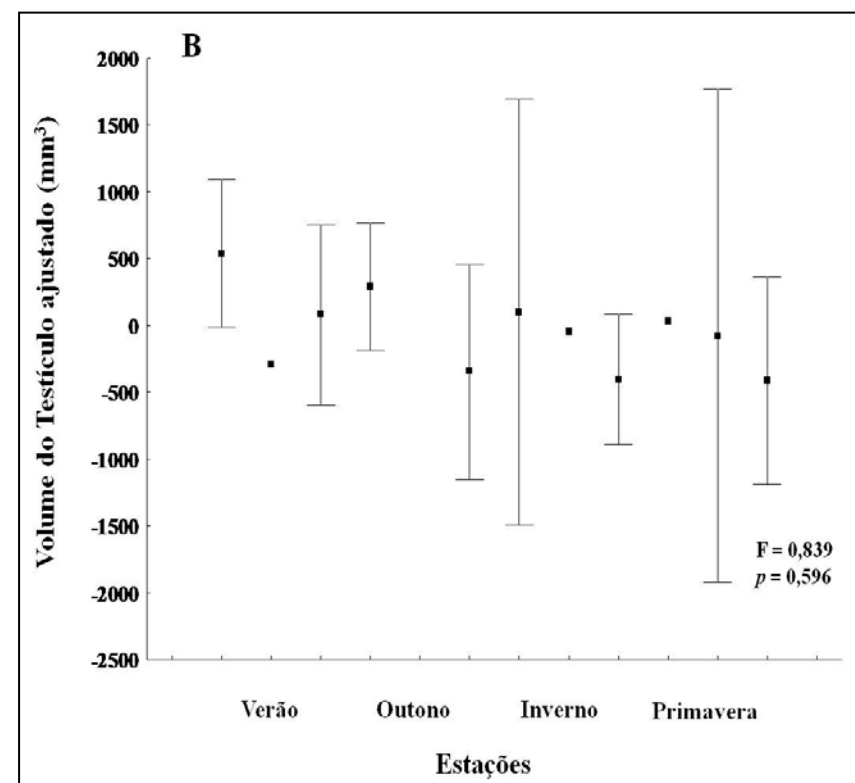 B
Volume do Testículo ajustado (mm³)
2000
1500
1000
500
0
-500
-1000
-1500
-2000
-2500
F = 0,839
p = 0,596
Verão Outono Inverno Primavera
Estações